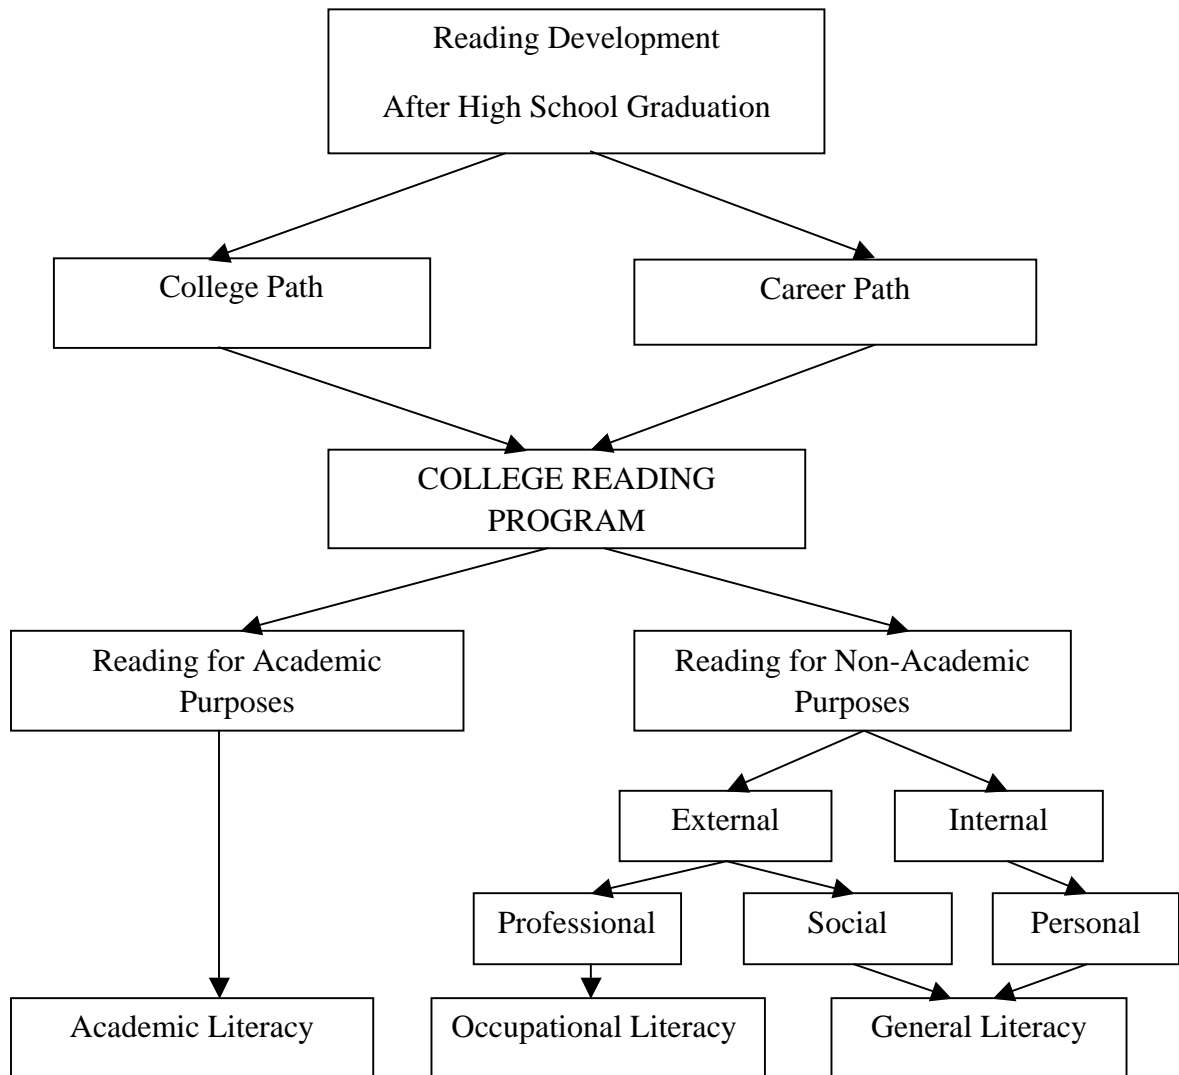 Reading Development
After High School Graduation
College Path
Career Path
COLLEGE READING
PROGRAM
Reading for Academic
Purposes
Reading for Non-Academic
Purposes
External
Internal
Professional
Social
Personal
Academic Literacy
Occupational Literacy
General Literacy